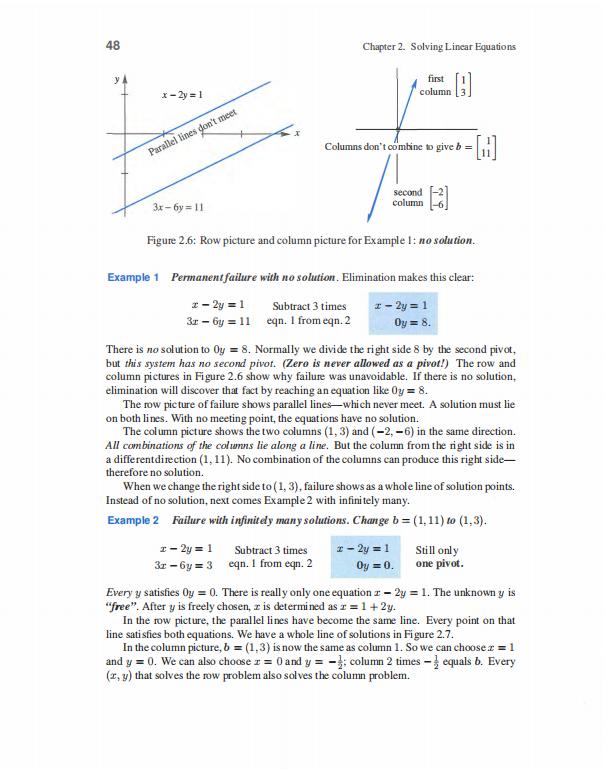 48
Chapter 2. Solving Linear Equations
y
x − 2y = 1
Parallel lines don't meet
x
3x − 6y = 11
first column [1 3]
Columns don't combine to give b = [1 11]
second column [−2 −6]
Figure 2.6: Row picture and column picture for Example 1: no solution.
Example 1 Permanent failure with no solution. Elimination makes this clear:
x − 2y = 1 Subtract 3 times x − 2y = 1
3x − 6y = 11 eqn. 1 from eqn. 2 0y = 8.
There is no solution to 0y = 8. Normally we divide the right side 8 by the second pivot,
but this system has no second pivot. (Zero is never allowed as a pivot!) The row and
column pictures in Figure 2.6 show why failure was unavoidable. If there is no solution,
elimination will discover that fact by reaching an equation like 0y = 8.
The row picture of failure shows parallel lines—which never meet. A solution must lie
on both lines. With no meeting point, the equations have no solution.
The column picture shows the two columns (1, 3) and (−2, −6) in the same direction.
All combinations of the columns lie along a line. But the column from the right side is in
a different direction (1, 11). No combination of the columns can produce this right side—
therefore no solution.
When we change the right side to (1, 3), failure shows as a whole line of solution points.
Instead of no solution, next comes Example 2 with infinitely many.
Example 2 Failure with infinitely many solutions. Change b = (1, 11) to (1, 3).
x − 2y = 1 Subtract 3 times x − 2y = 1 Still only
3x − 6y = 3 eqn. 1 from eqn. 2 0y = 0. one pivot.
Every y satisfies 0y = 0. There is really only one equation x − 2y = 1. The unknown y is
“free”. After y is freely chosen, x is determined as x = 1 + 2y.
In the row picture, the parallel lines have become the same line. Every point on that
line satisfies both equations. We have a whole line of solutions in Figure 2.7.
In the column picture, b = (1, 3) is now the same as column 1. So we can choose x = 1
and y = 0. We can also choose x = 0 and y = −½; column 2 times −½ equals b. Every
(x, y) that solves the row problem also solves the column problem.